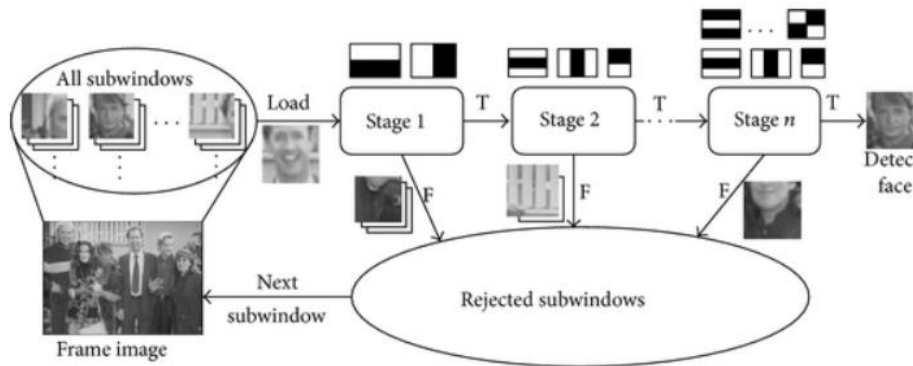 All subwindows
Load
Stage 1
T
Stage 2
T
Stage n
T
Detec
face
F
F
F
Rejected subwindows
Next
subwindow
Frame image